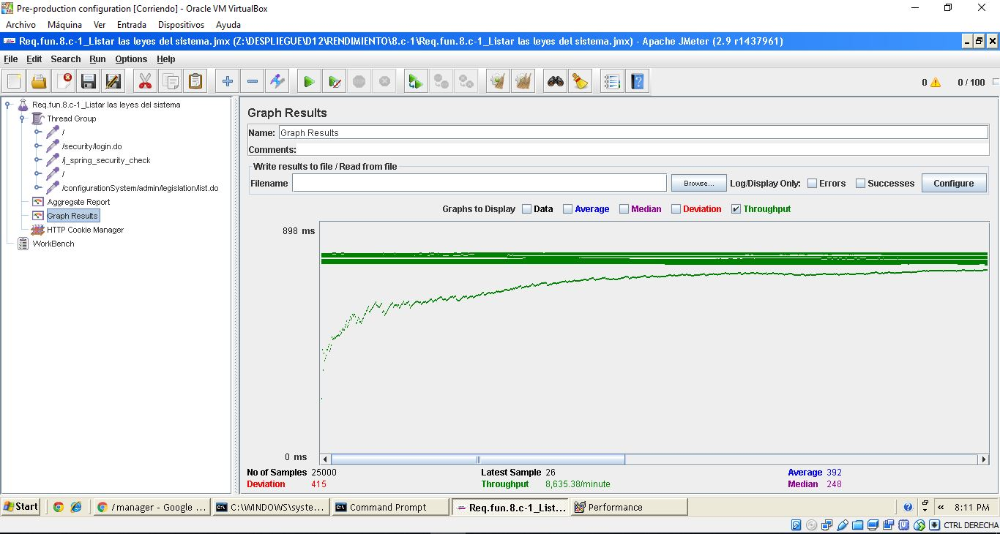 Pre-production configuration [Corriendo] - Oracle VM VirtualBox
Archivo Máquina Ver Entrada Dispositivos Ayuda
Req.fun.8.c-1_Listar las leyes del sistema.jmx (Z:\DESPLIEGUE\D12\RENDIMIENTO\8.c-1\Req.fun.8.c-1_Listar las leyes del sistema.jmx) - Apache JMeter (2.9 r1437961)
File Edit Search Run Options Help
0 0 / 100
Req.fun.8.c-1_Listar las leyes del sistema
Thread Group
/
/security/login.do
/j_spring_security_check
/
/configurationSystem/admin/legislation/list.do
Aggregate Report
Graph Results
HTTP Cookie Manager
WorkBench
Graph Results
Name: Graph Results
Comments:
Write results to file / Read from file
Filename Browse... Log/Display Only: Errors Successes Configure
Graphs to Display Data Average Median Deviation Throughput
898 ms
0 ms
No of Samples 25000 Latest Sample 26 Average 392
Deviation 415 Throughput 8,635.38/minute Median 248
Start /manager - Google ... C:\WINDOWS\syste... Command Prompt Req.fun.8.c-1_List... Performance « 8:11 PM
CTRL DERECHA